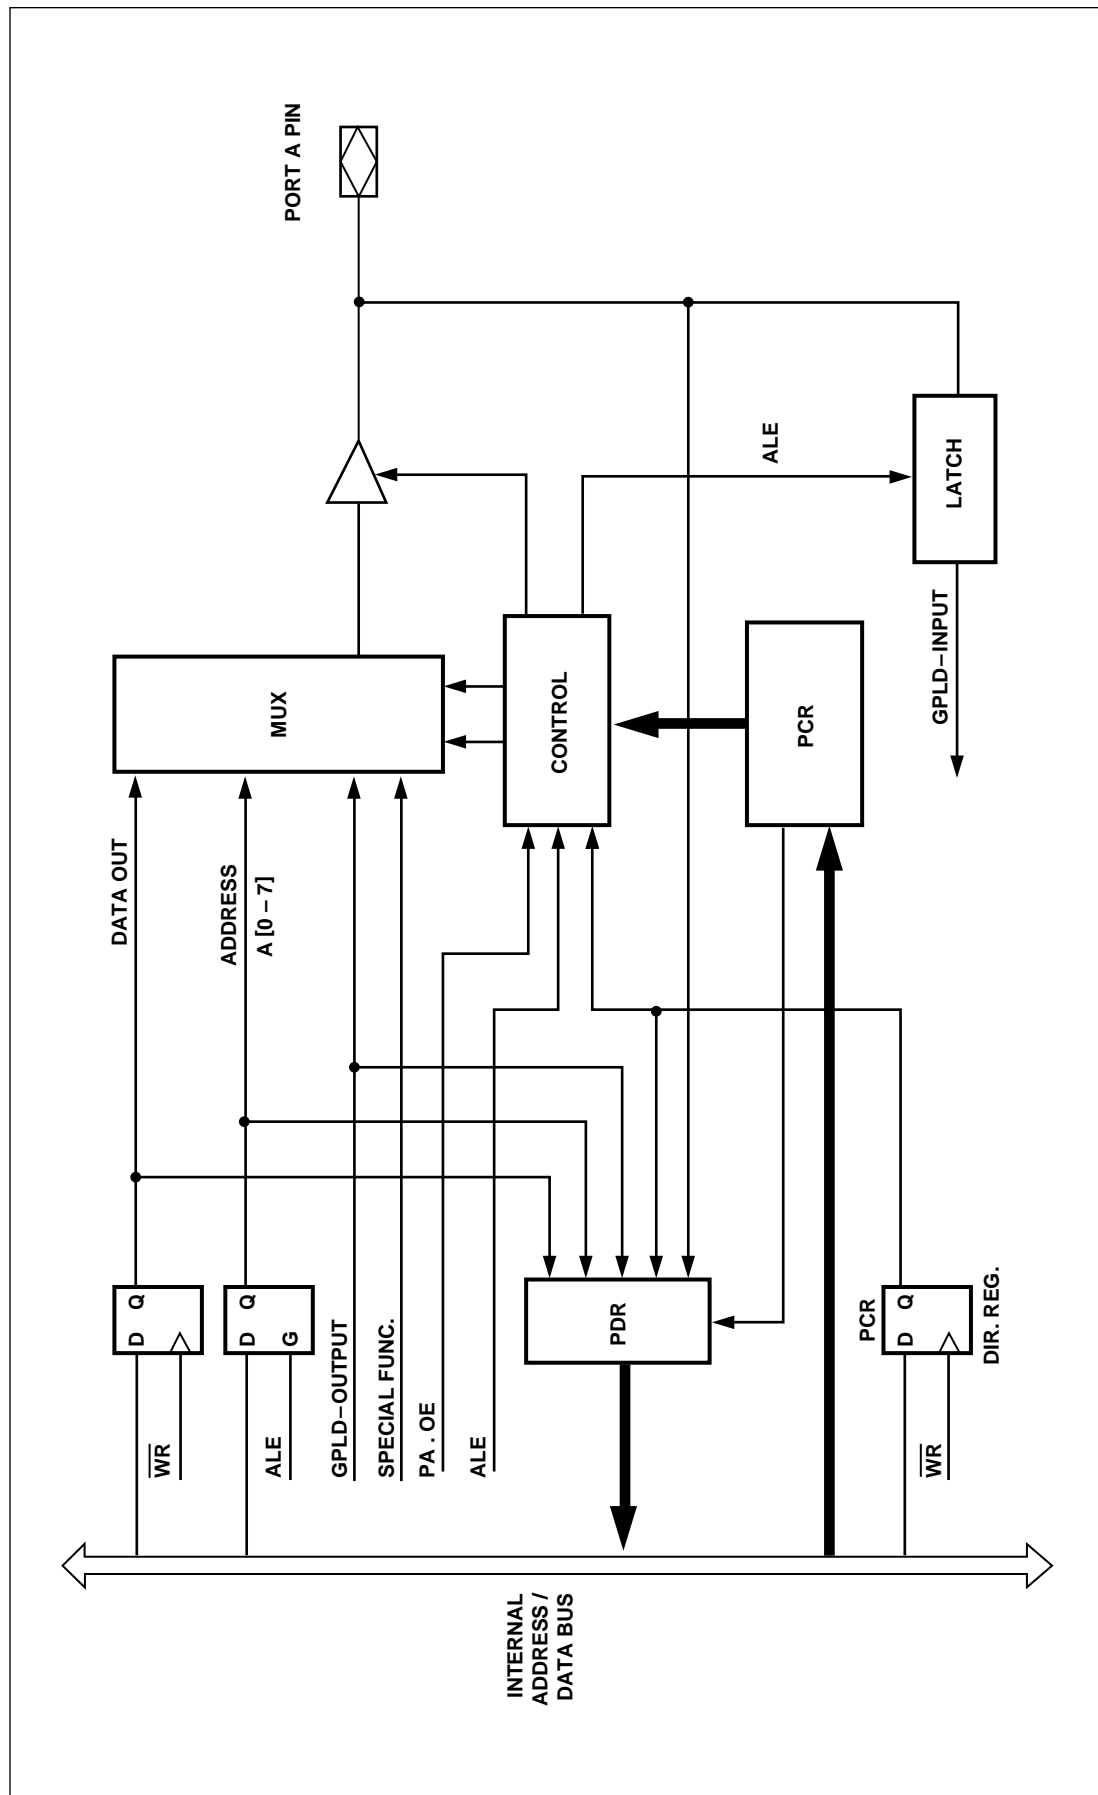 PORT A PIN
DATA OUT
ADDRESS
A [0 – 7]
MUX
CONTROL
ALE
LATCH
PCR
GPLD–INPUT
D Q
WR
D Q
G
ALE
GPLD–OUTPUT
SPECIAL FUNC.
PA . OE
ALE
PDR
PCR
D Q
DIR. REG.
WR
INTERNAL
ADDRESS /
DATA BUS